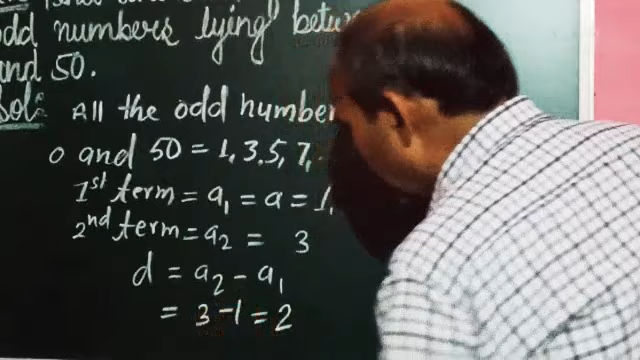 odd numbers lying betw
and 50.
Sol: All the odd number
0 and 50 = 1, 3, 5, 7,
1st term = a₁ = a = 1,
2nd term = a₂ = 3
d = a₂ - a₁
= 3 - 1 = 2